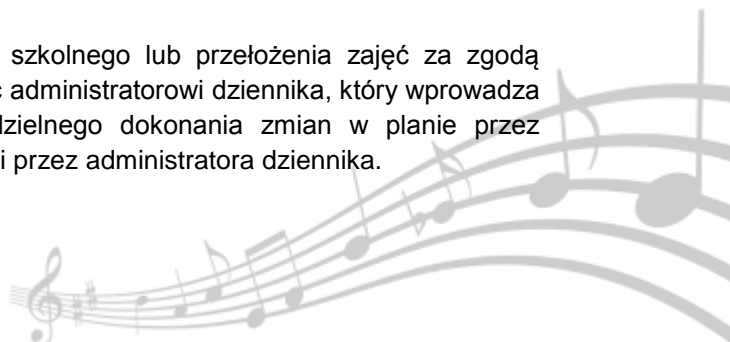 szkolnego lub przełożenia zajęć za zgodą
administratorowi dziennika, który wprowadza
dzielnego dokonania zmian w planie przez
i przez administratora dziennika.